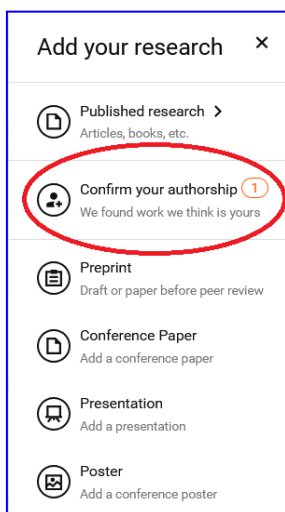 Add your research ×
Published research >
Articles, books, etc.
Confirm your authorship 1
We found work we think is yours
Preprint
Draft or paper before peer review
Conference Paper
Add a conference paper
Presentation
Add a presentation
Poster
Add a conference poster